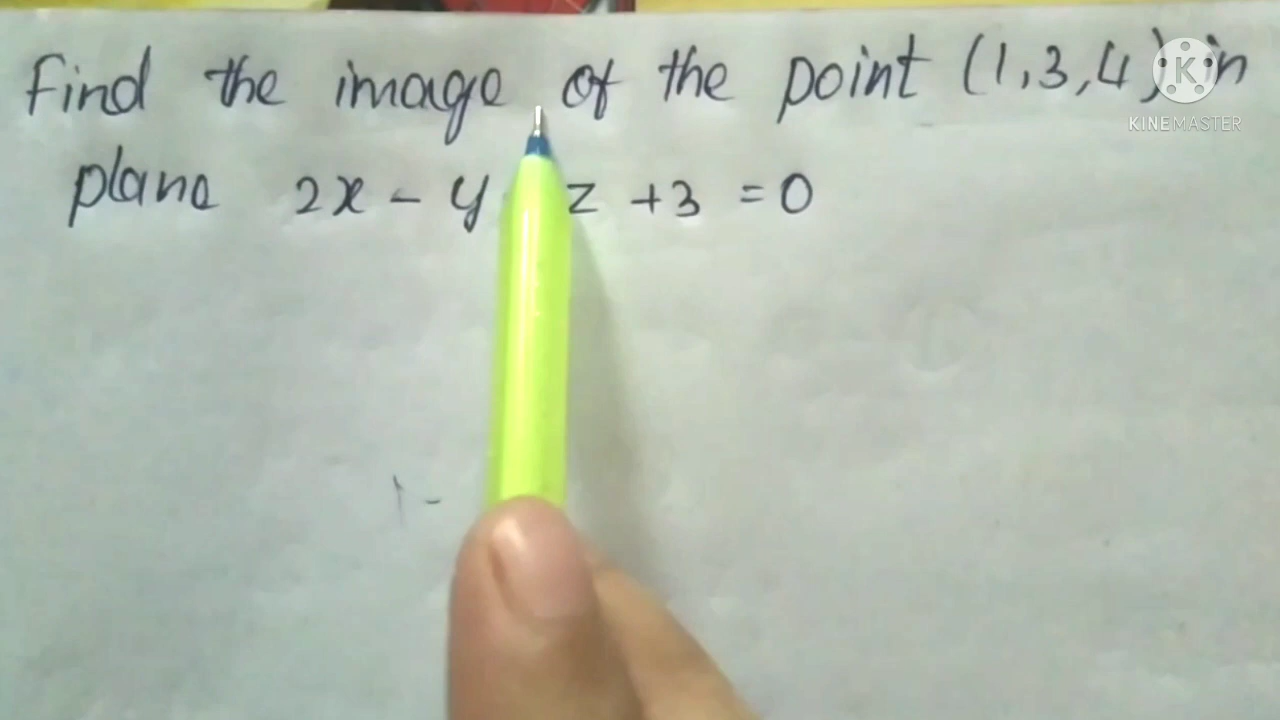 Find the image of the point (1,3,4) in
plane 2x - y z +3 =0
K
KINEMASTER